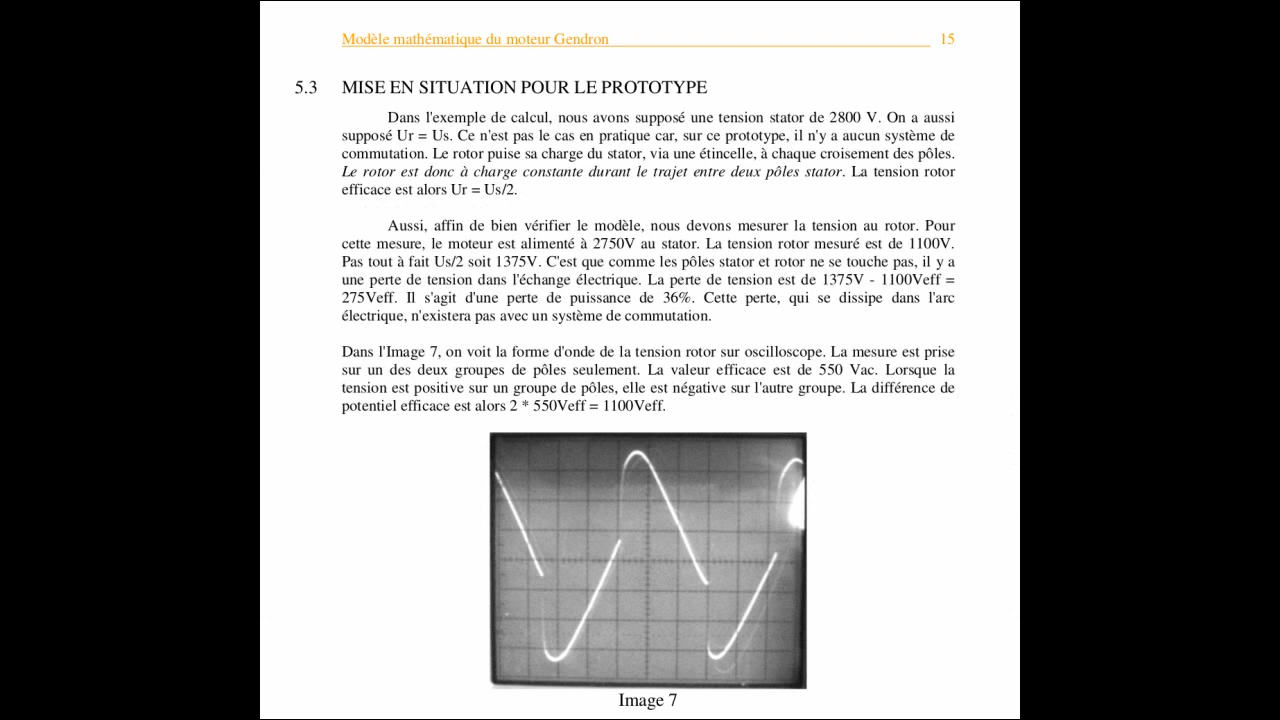 Modèle mathématique du moteur Gendron 15
5.3 MISE EN SITUATION POUR LE PROTOTYPE
Dans l'exemple de calcul, nous avons supposé une tension stator de 2800 V. On a aussi
supposé Ur = Us. Ce n'est pas le cas en pratique car, sur ce prototype, il n'y a aucun système de
commutation. Le rotor puise sa charge du stator, via une étincelle, à chaque croisement des pôles.
Le rotor est donc à charge constante durant le trajet entre deux pôles stator. La tension rotor
efficace est alors Ur = Us/2.
Aussi, affin de bien vérifier le modèle, nous devons mesurer la tension au rotor. Pour
cette mesure, le moteur est alimenté à 2750V au stator. La tension rotor mesuré est de 1100V.
Pas tout à fait Us/2 soit 1375V. C'est que comme les pôles stator et rotor ne se touche pas, il y a
une perte de tension dans l'échange électrique. La perte de tension est de 1375V - 1100Veff =
275Veff. Il s'agit d'une perte de puissance de 36%. Cette perte, qui se dissipe dans l'arc
électrique, n'existera pas avec un système de commutation.
Dans l'Image 7, on voit la forme d'onde de la tension rotor sur oscilloscope. La mesure est prise
sur un des deux groupes de pôles seulement. La valeur efficace est de 550 Vac. Lorsque la
tension est positive sur un groupe de pôles, elle est négative sur l'autre groupe. La différence de
potentiel efficace est alors 2 * 550Veff = 1100Veff.
Image 7